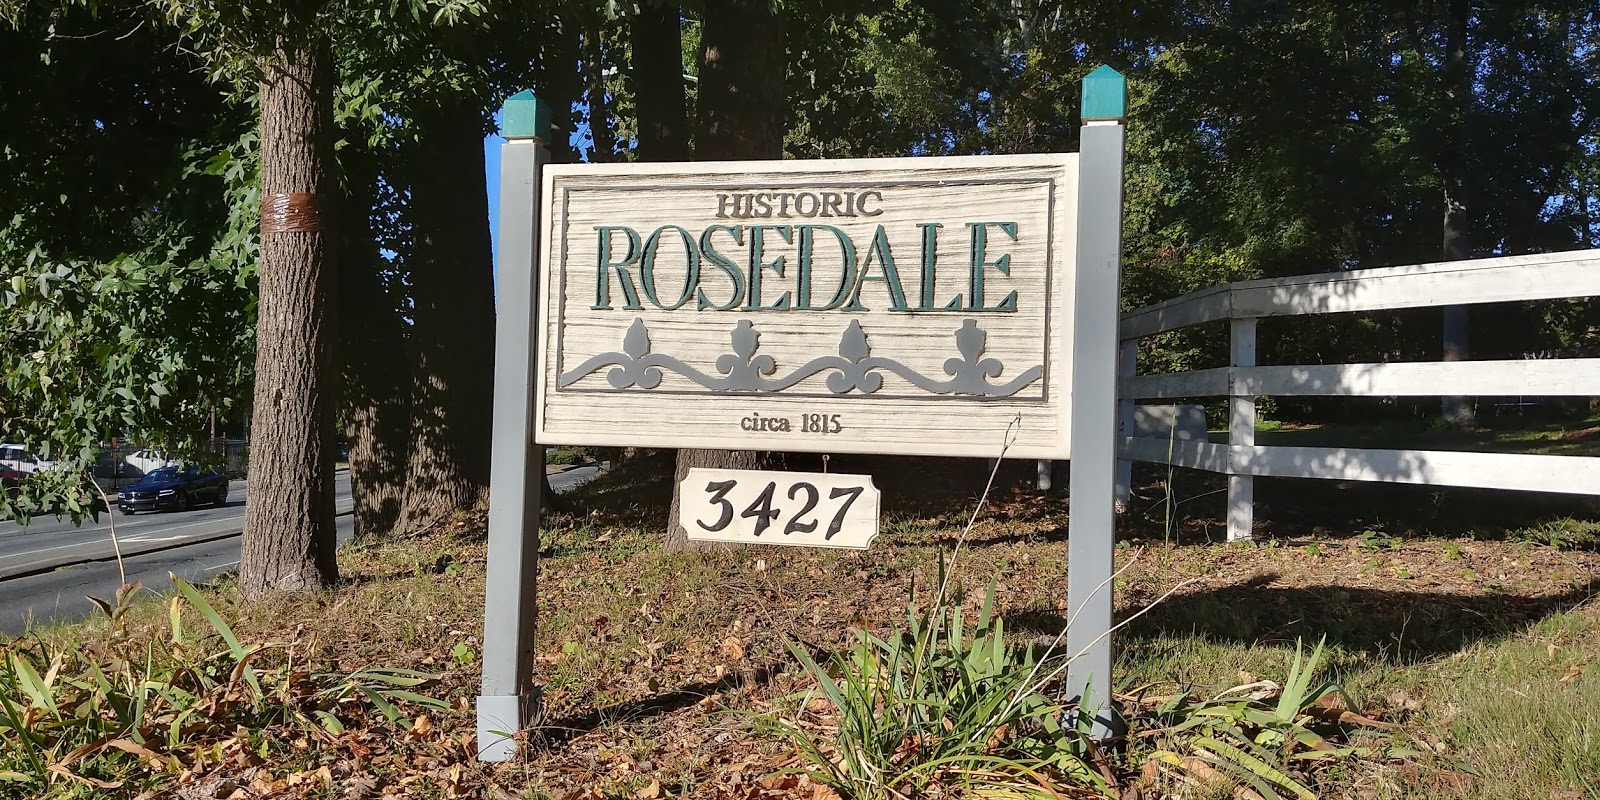 HISTORIC
ROSEDALE
circa 1815
3427